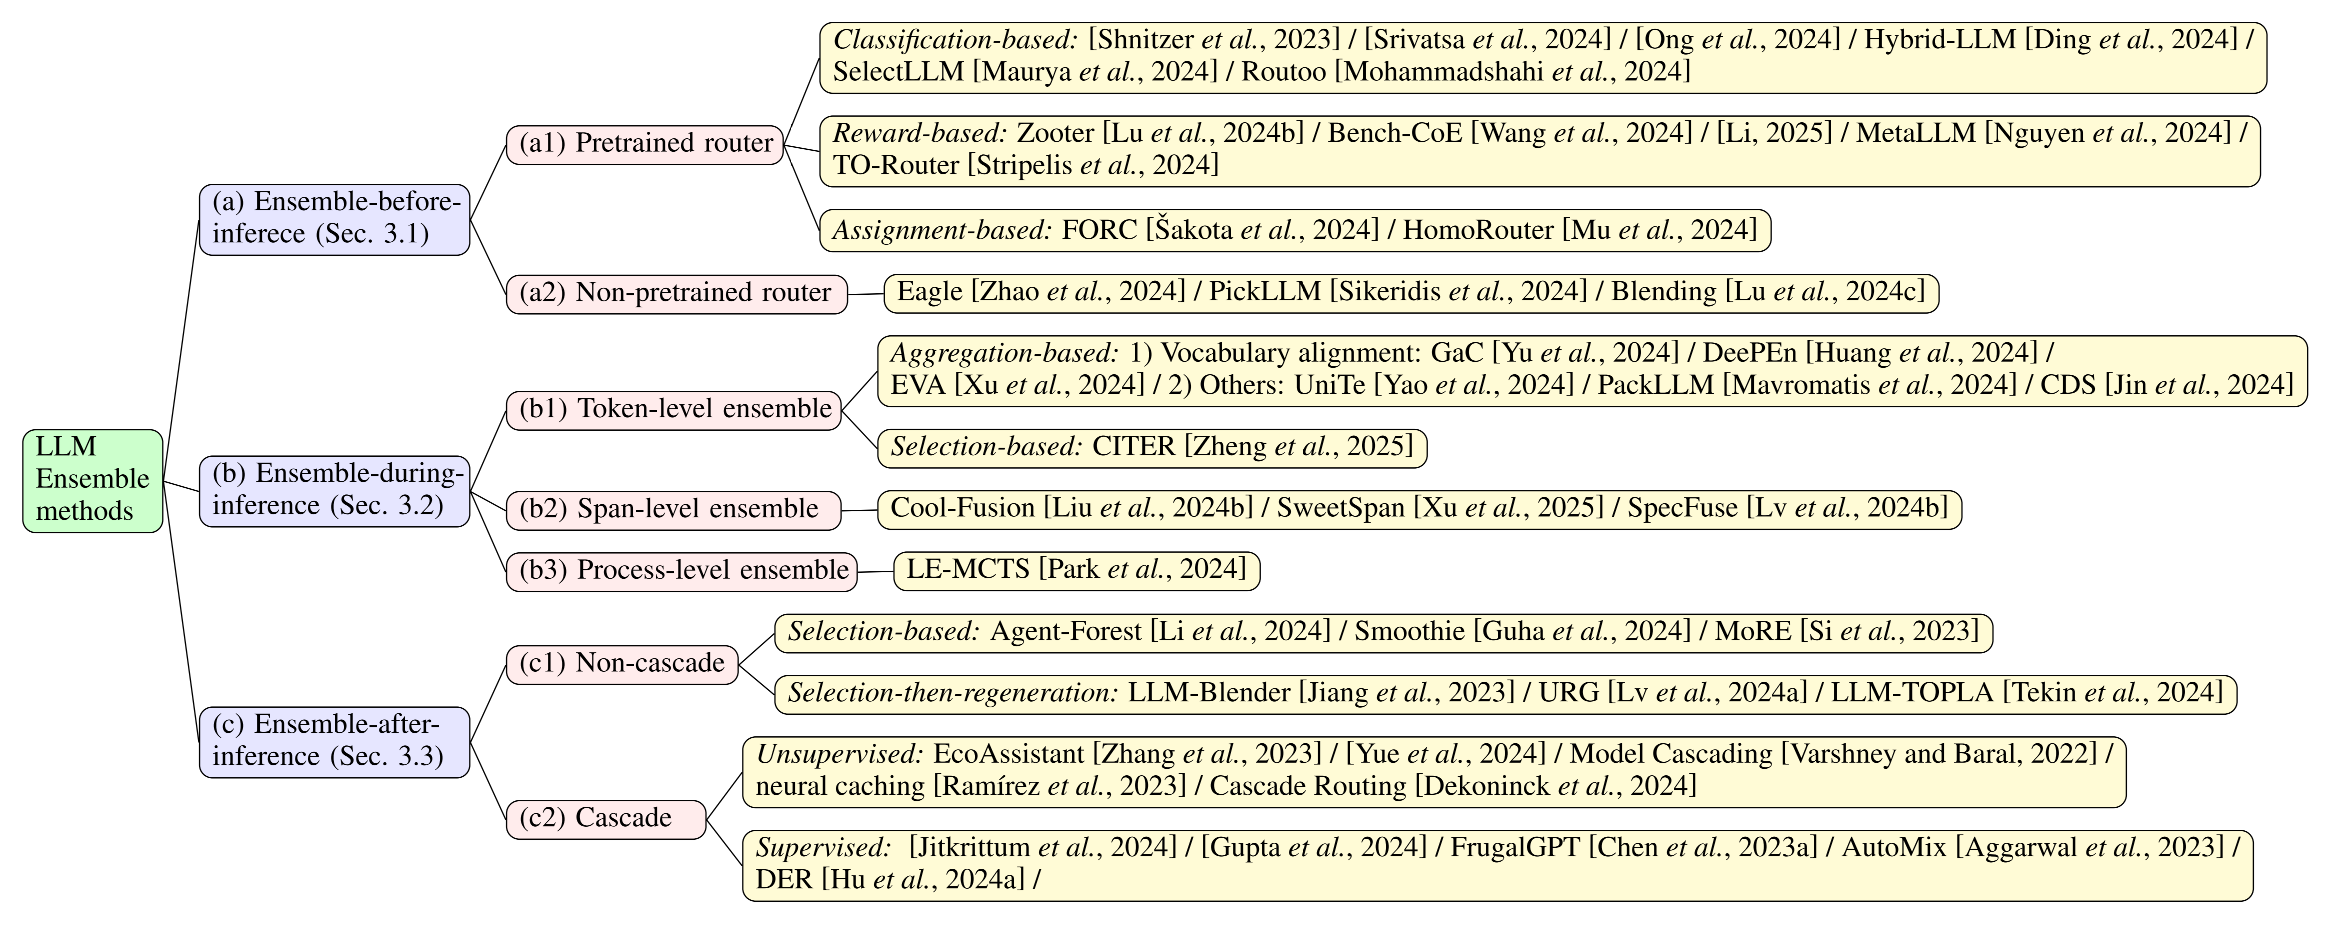 LLM
Ensemble
methods
(a) Ensemble-before-
inferece (Sec. 3.1)
(a1) Pretrained router
Classification-based: [Shnitzer et al., 2023] / [Srivatsa et al., 2024] / [Ong et al., 2024] / Hybrid-LLM [Ding et al., 2024] /
SelectLLM [Maurya et al., 2024] / Routoo [Mohammadshahi et al., 2024]
Reward-based: Zooter [Lu et al., 2024b] / Bench-CoE [Wang et al., 2024] / [Li, 2025] / MetaLLM [Nguyen et al., 2024] /
TO-Router [Stripelis et al., 2024]
Assignment-based: FORC [Šakota et al., 2024] / HomoRouter [Mu et al., 2024]
(a2) Non-pretrained router
Eagle [Zhao et al., 2024] / PickLLM [Sikeridis et al., 2024] / Blending [Lu et al., 2024c]
(b) Ensemble-during-
inference (Sec. 3.2)
(b1) Token-level ensemble
Aggregation-based: 1) Vocabulary alignment: GaC [Yu et al., 2024] / DeePEn [Huang et al., 2024] /
EVA [Xu et al., 2024] / 2) Others: UniTe [Yao et al., 2024] / PackLLM [Mavromatis et al., 2024] / CDS [Jin et al., 2024]
Selection-based: CITER [Zheng et al., 2025]
(b2) Span-level ensemble
Cool-Fusion [Liu et al., 2024b] / SweetSpan [Xu et al., 2025] / SpecFuse [Lv et al., 2024b]
(b3) Process-level ensemble
LE-MCTS [Park et al., 2024]
(c) Ensemble-after-
inference (Sec. 3.3)
(c1) Non-cascade
Selection-based: Agent-Forest [Li et al., 2024] / Smoothie [Guha et al., 2024] / MoRE [Si et al., 2023]
Selection-then-regeneration: LLM-Blender [Jiang et al., 2023] / URG [Lv et al., 2024a] / LLM-TOPLA [Tekin et al., 2024]
(c2) Cascade
Unsupervised: EcoAssistant [Zhang et al., 2023] / [Yue et al., 2024] / Model Cascading [Varshney and Baral, 2022] /
neural caching [Ramírez et al., 2023] / Cascade Routing [Dekoninck et al., 2024]
Supervised: [Jitkrittum et al., 2024] / [Gupta et al., 2024] / FrugalGPT [Chen et al., 2023a] / AutoMix [Aggarwal et al., 2023] /
DER [Hu et al., 2024a] /